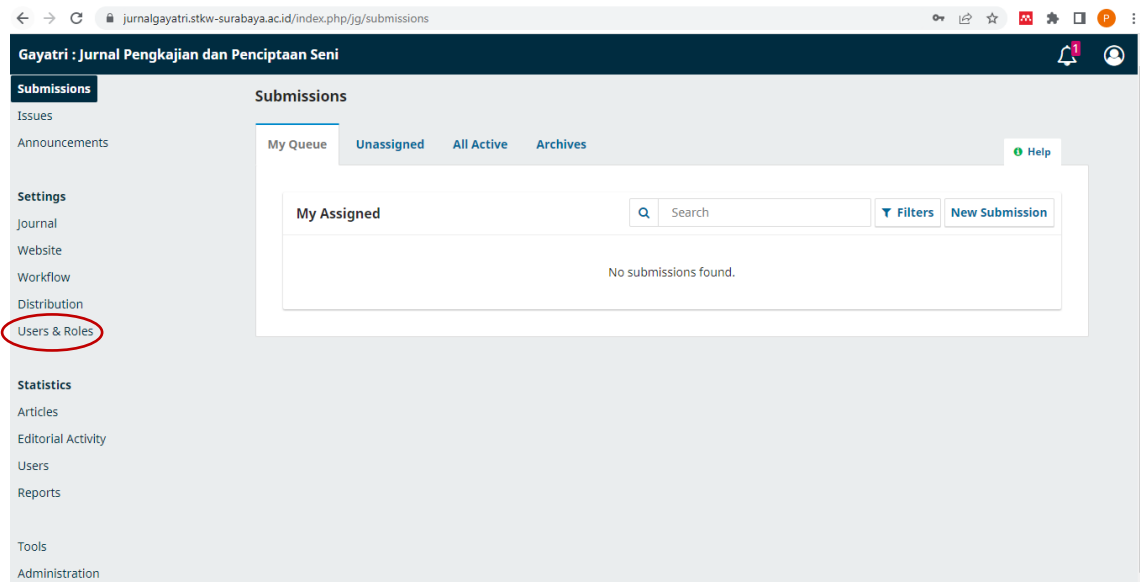 jurnalgayatri.stkw-surabaya.ac.id/index.php/jg/submissions
P
Gayatri : Jurnal Pengkajian dan Penciptaan Seni
1
Submissions
Issues
Announcements
Settings
Journal
Website
Workflow
Distribution
Users & Roles
Statistics
Articles
Editorial Activity
Users
Reports
Tools
Administration
Submissions
My Queue Unassigned All Active Archives
Help
My Assigned Search Filters New Submission
No submissions found.